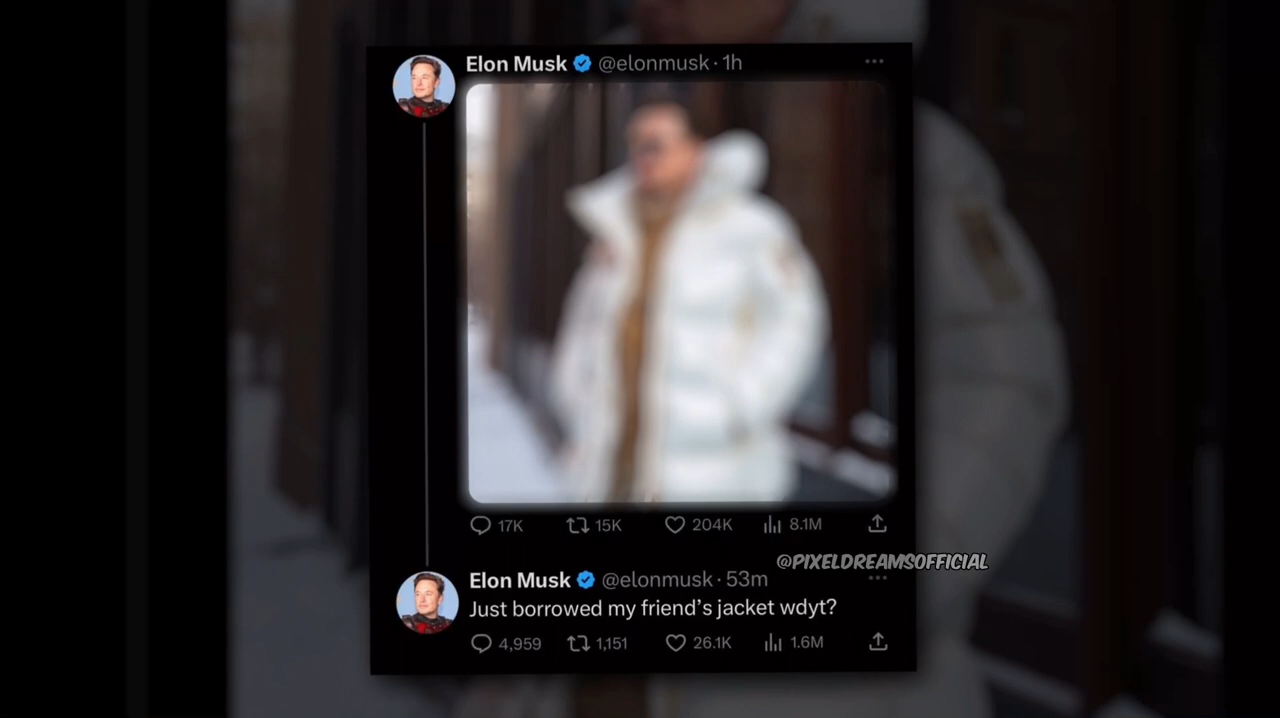 Elon Musk @elonmusk · 1h
17K 15K 204K 8.1M
@PIXELDREAMSOFFICIAL
Elon Musk @elonmusk · 53m
Just borrowed my friend’s jacket wdyt?
4,959 1,151 26.1K 1.6M